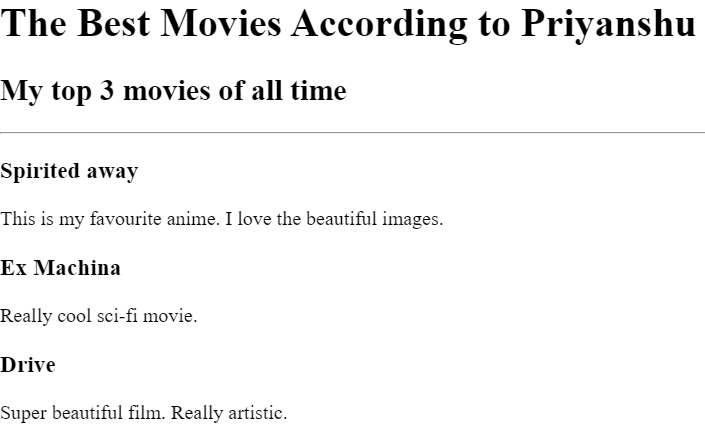 The Best Movies According to Priyanshu
My top 3 movies of all time
Spirited away
This is my favourite anime. I love the beautiful images.
Ex Machina
Really cool sci-fi movie.
Drive
Super beautiful film. Really artistic.